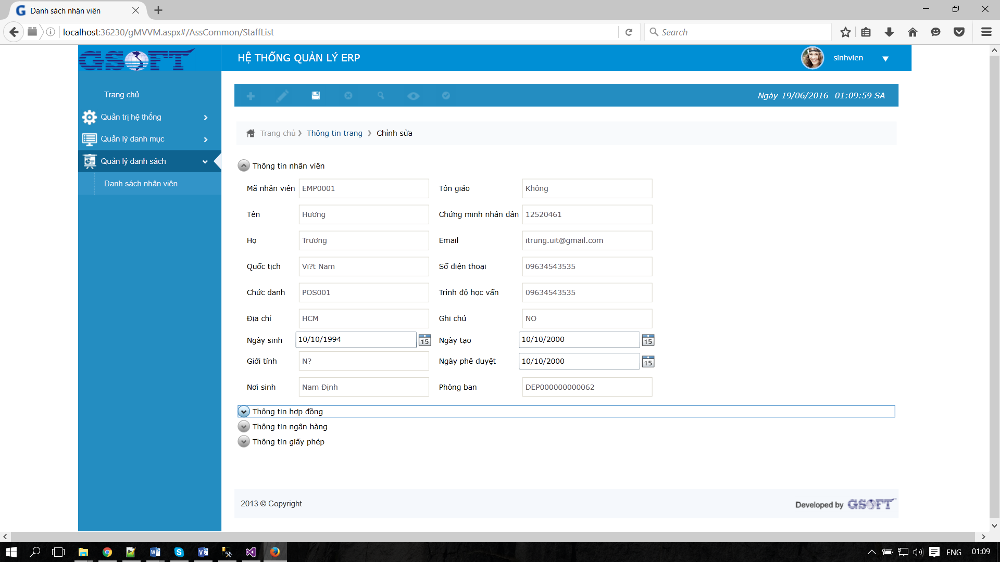 Danh sách nhân viên
localhost:36230/gMVVM.aspx#/AssCommon/StaffList
Search
GSOFT
HỆ THỐNG QUẢN LÝ ERP
sinhvien
Trang chủ
Quản trị hệ thống
Quản lý danh mục
Quản lý danh sách
Danh sách nhân viên
Ngày 19/06/2016 01:09:59 SA
Trang chủ
Thông tin trang
Chỉnh sửa
Thông tin nhân viên
Mã nhân viên EMP0001 Tôn giáo Không
Tên Hương Chứng minh nhân dân 12520461
Họ Trương Email itrung.uit@gmail.com
Quốc tịch Vi?t Nam Số điện thoại 09634543535
Chức danh POS001 Trình độ học vấn 09634543535
Địa chỉ HCM Ghi chú NO
Ngày sinh 10/10/1994 15 Ngày tạo 10/10/2000 15
Giới tính N? Ngày phê duyệt 10/10/2000 15
Nơi sinh Nam Định Phòng ban DEP000000000062
Thông tin hợp đồng
Thông tin ngân hàng
Thông tin giấy phép
2013 © Copyright
Developed by GSOFT
ENG
01:09